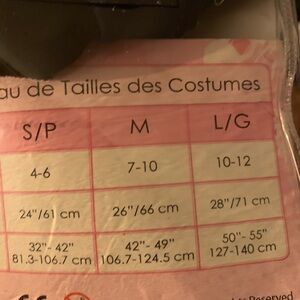 au de Tailles des Costumes
S/P M L/G
4-6 7-10 10-12
24"/61 cm 26"/66 cm 28"/71 cm
32"- 42" 42"- 49" 50"- 55"
81.3-106.7 cm 106.7-124.5 cm 127-140 cm
Reserved